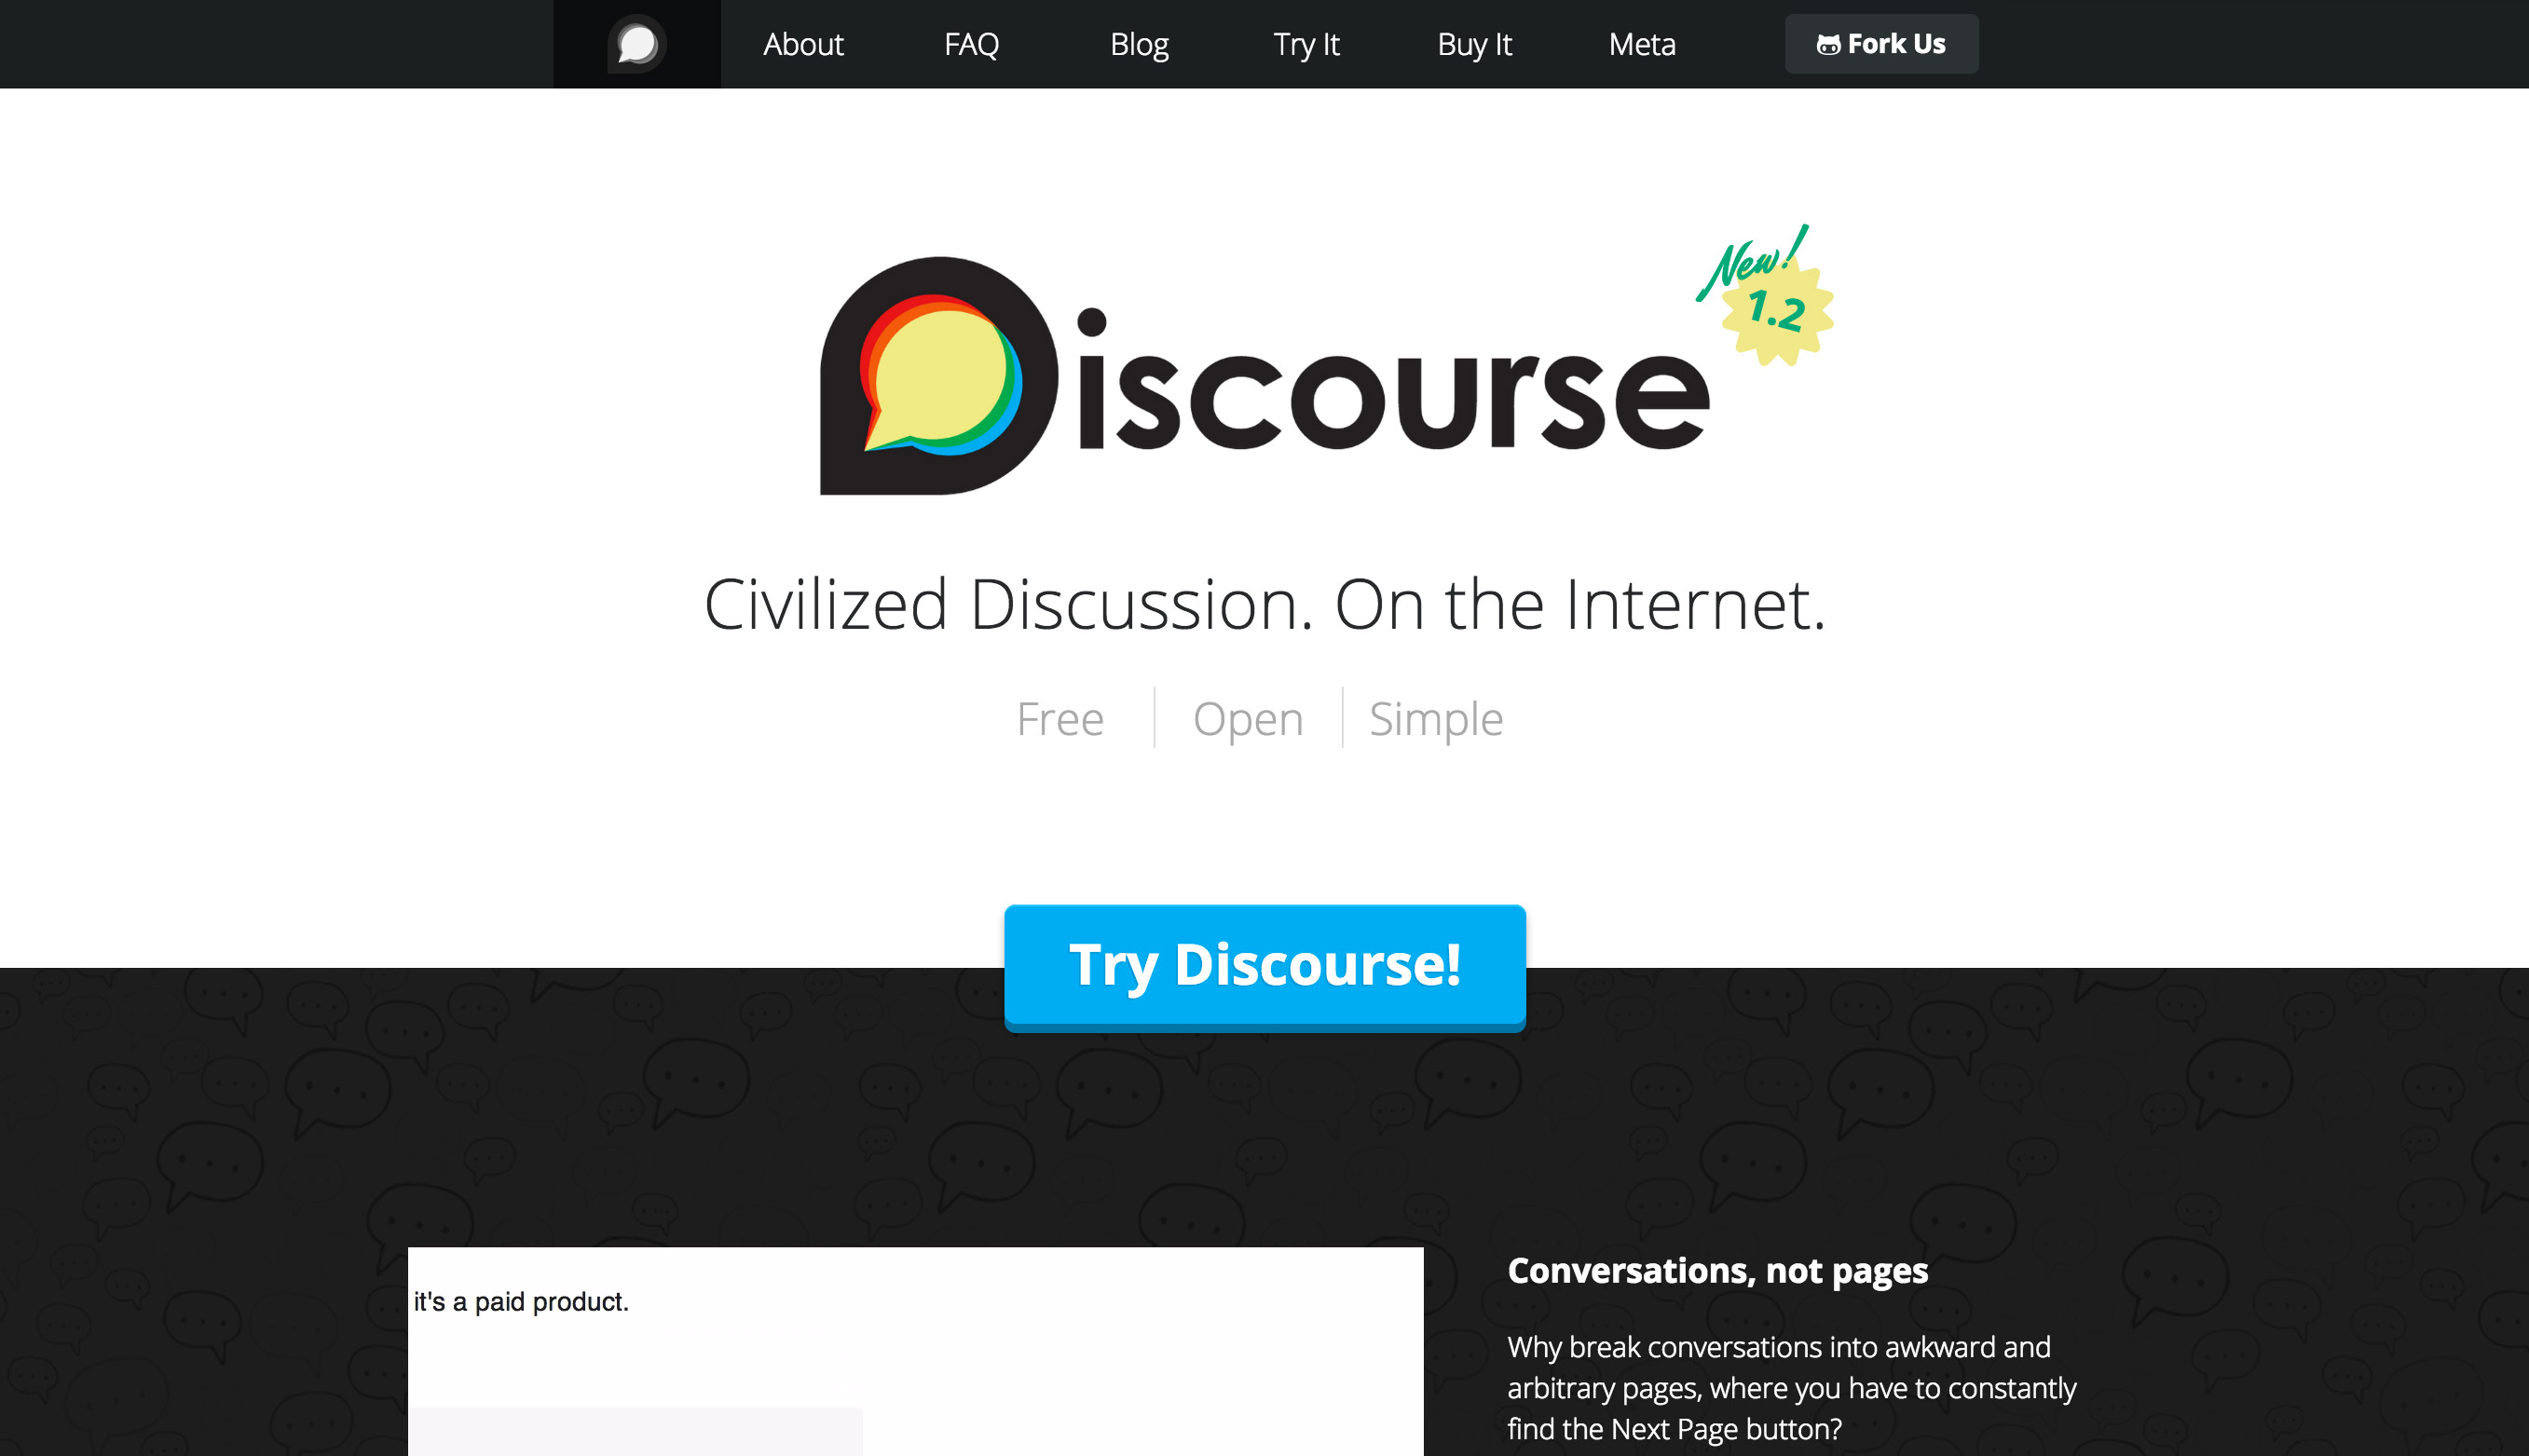 About FAQ Blog Try It Buy It Meta Fork Us
New!
1.2
Discourse
Civilized Discussion. On the Internet.
Free Open Simple
Try Discourse!
it's a paid product.
Conversations, not pages
Why break conversations into awkward and
arbitrary pages, where you have to constantly
find the Next Page button?